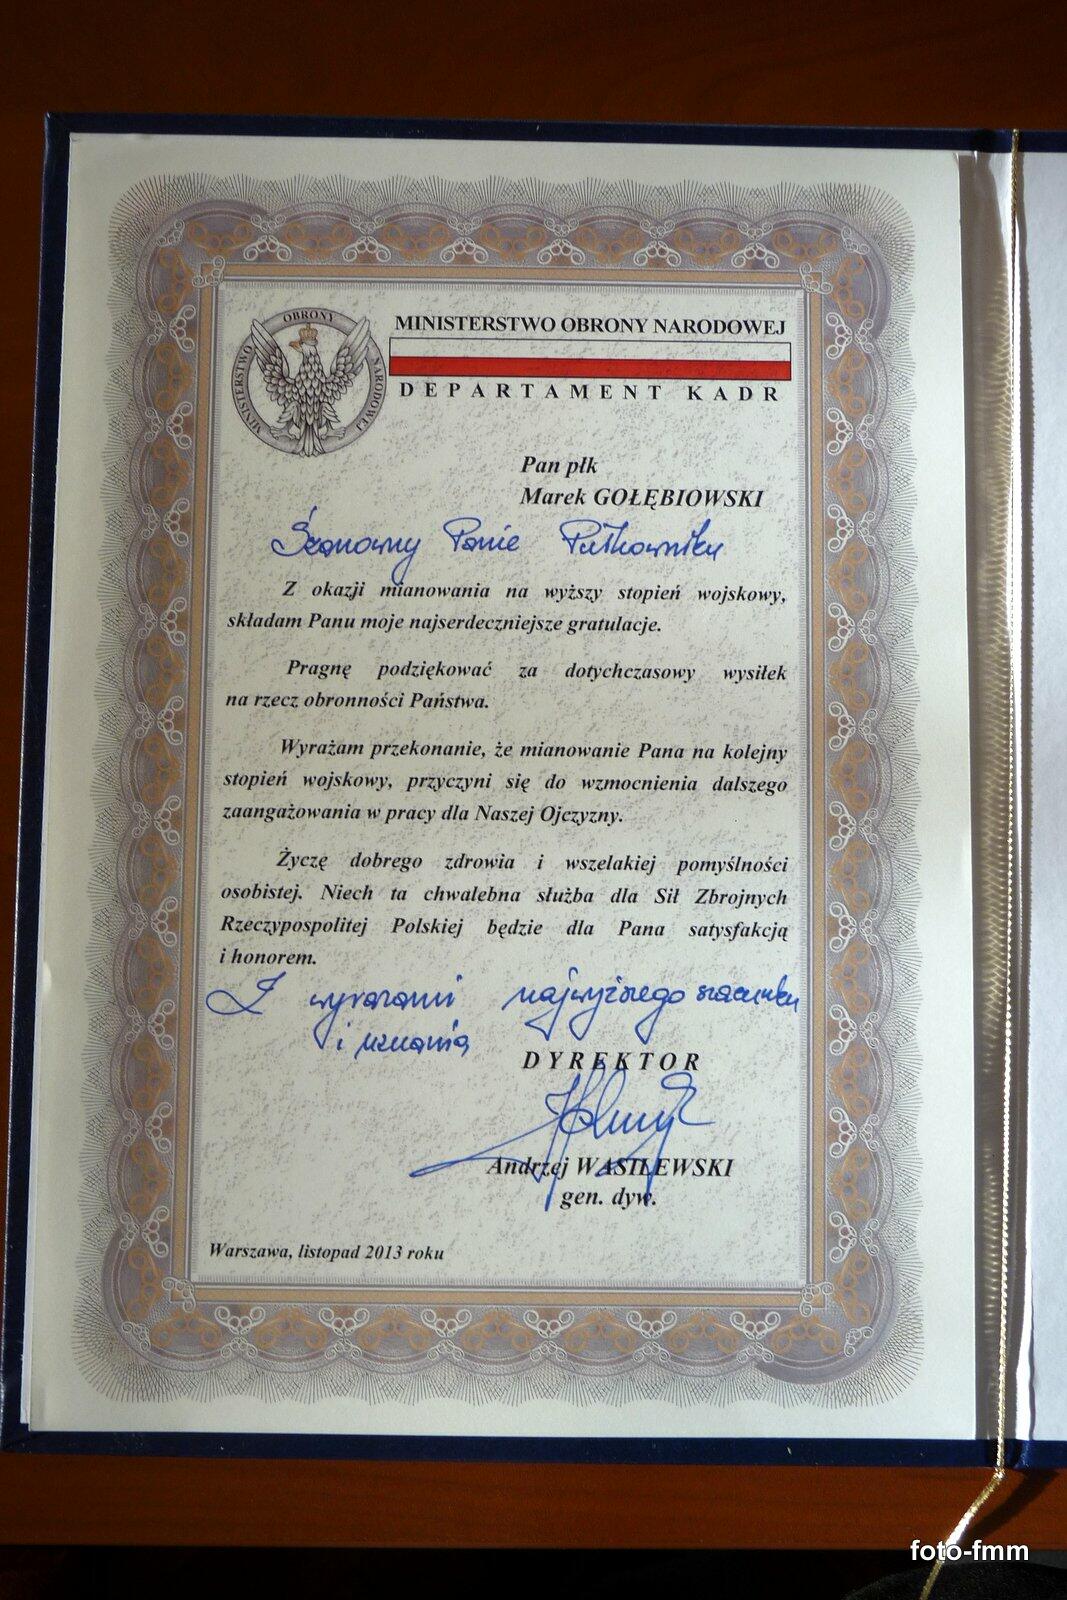 MINISTERSTWO OBRONY NARODOWEJ
MINISTERSTWO OBRONY NARODOWEJ
DEPARTAMENT KADR
Pan płk
Marek GOŁĘBIOWSKI
Szanowny Panie Pułkowniku
Z okazji mianowania na wyższy stopień wojskowy,
składam Panu moje najserdeczniejsze gratulacje.
Pragnę podziękować za dotychczasowy wysiłek
na rzecz obronności Państwa.
Wyrażam przekonanie, że mianowanie Pana na kolejny
stopień wojskowy, przyczyni się do wzmocnienia dalszego
zaangażowania w pracy dla Naszej Ojczyzny.
Życzę dobrego zdrowia i wszelakiej pomyślności
osobistej. Niech ta chwalebna służba dla Sił Zbrojnych
Rzeczypospolitej Polskiej będzie dla Pana satysfakcją
i honorem.
Z wyrazami najwyższego szacunku
i uznania
DYREKTOR
Andrzej WASILEWSKI
gen. dyw.
Warszawa, listopad 2013 roku
foto-fmm